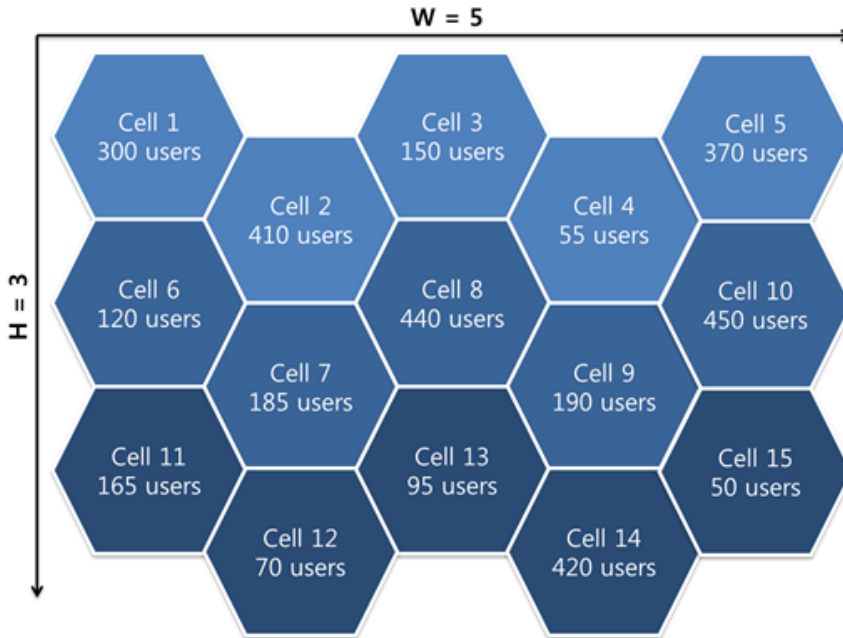 W = 5
H = 3
Cell 1
300 users
Cell 2
410 users
Cell 3
150 users
Cell 4
55 users
Cell 5
370 users
Cell 6
120 users
Cell 7
185 users
Cell 8
440 users
Cell 9
190 users
Cell 10
450 users
Cell 11
165 users
Cell 12
70 users
Cell 13
95 users
Cell 14
420 users
Cell 15
50 users